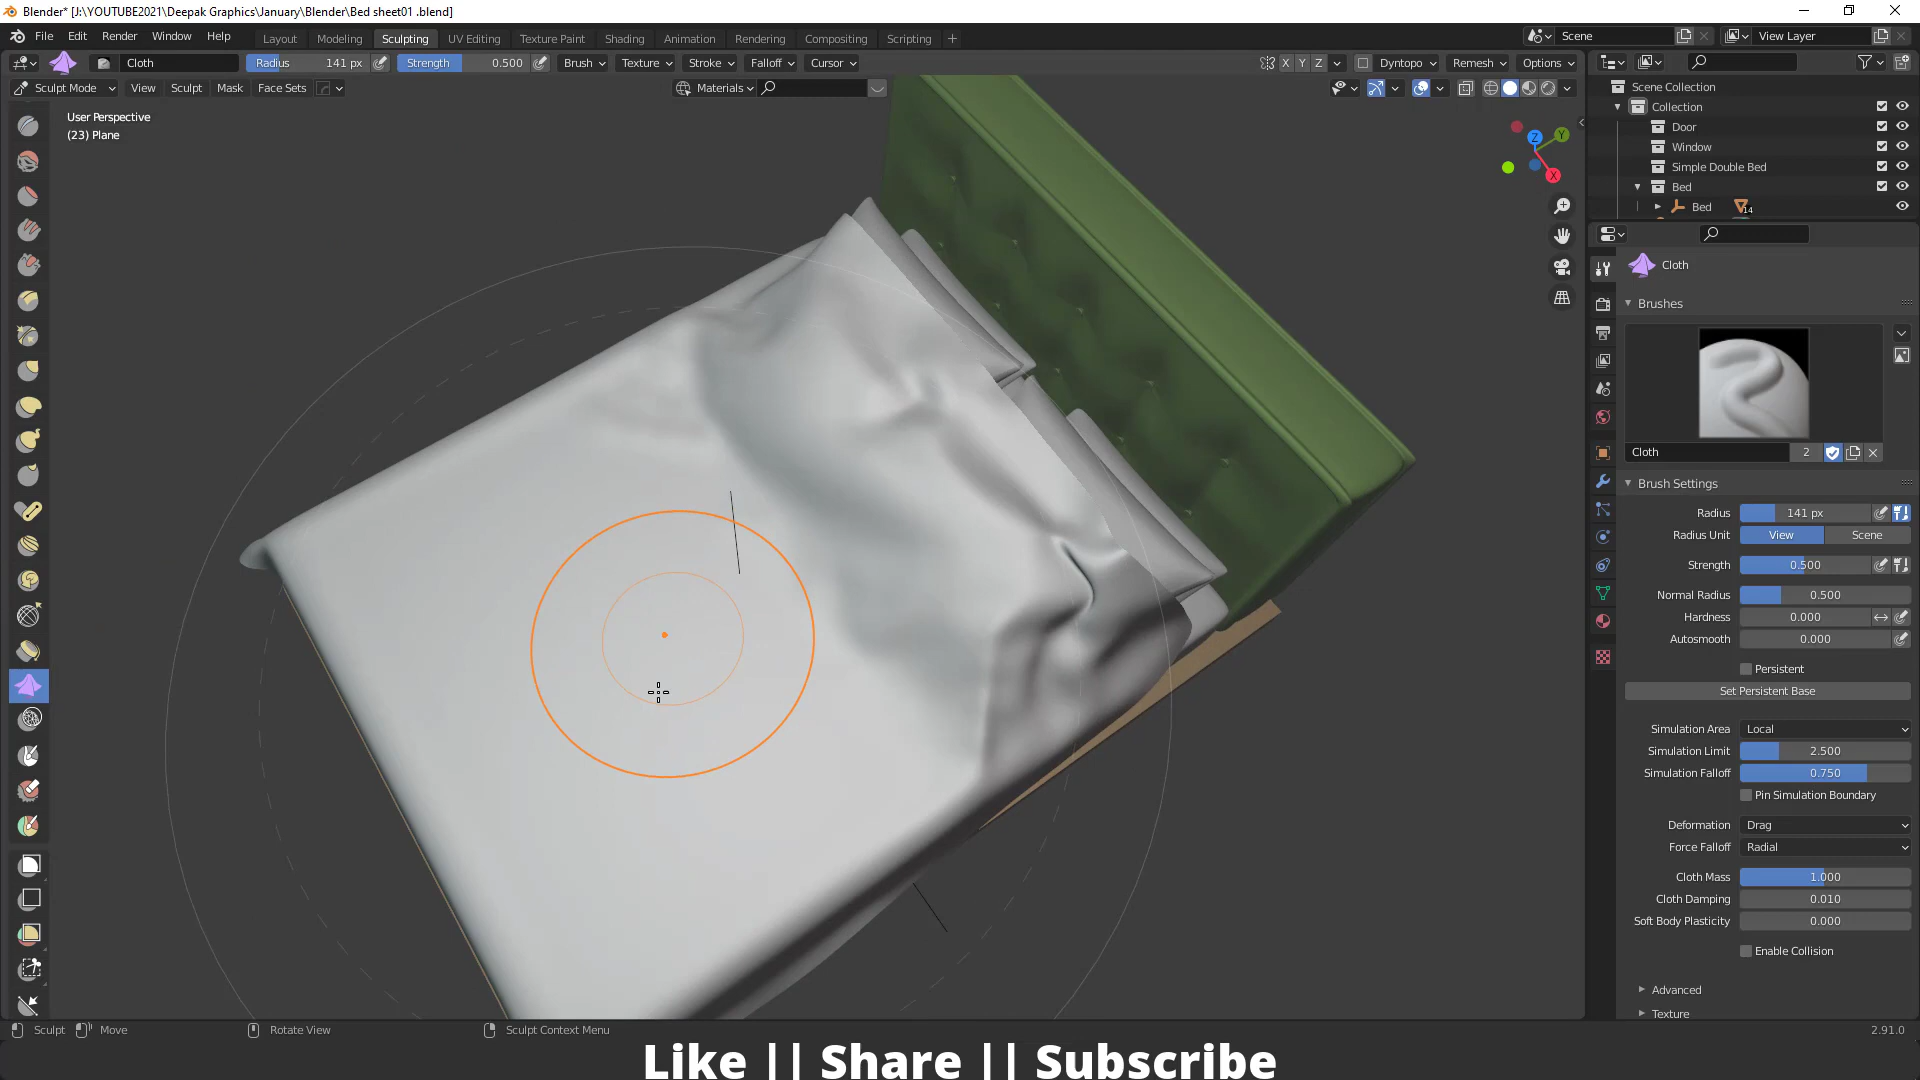 Blender* [J:\YOUTUBE2021\Deepak Graphics\January\Blender\Bed sheet01 .blend]
File Edit Render Window Help Layout Modeling Sculpting UV Editing Texture Paint Shading Animation Rendering Compositing Scripting + Scene View Layer
Cloth Radius 141 px Strength 0.500 Brush Texture Stroke Falloff Cursor X Y Z Dyntopo Remesh Options
Sculpt Mode View Sculpt Mask Face Sets Materials
User Perspective
(23) Plane
Z Y X
Scene Collection
Collection
Door
Window
Simple Double Bed
Bed
Bed 14
Cloth
Brushes
Cloth 2
Brush Settings
Radius 141 px
Radius Unit View Scene
Strength 0.500
Normal Radius 0.500
Hardness 0.000
Autosmooth 0.000
Persistent
Set Persistent Base
Simulation Area Local
Simulation Limit 2.500
Simulation Falloff 0.750
Pin Simulation Boundary
Deformation Drag
Force Falloff Radial
Cloth Mass 1.000
Cloth Damping 0.010
Soft Body Plasticity 0.000
Enable Collision
Advanced
Texture
Sculpt Move Rotate View Sculpt Context Menu 2.91.0
Like || Share || Subscribe